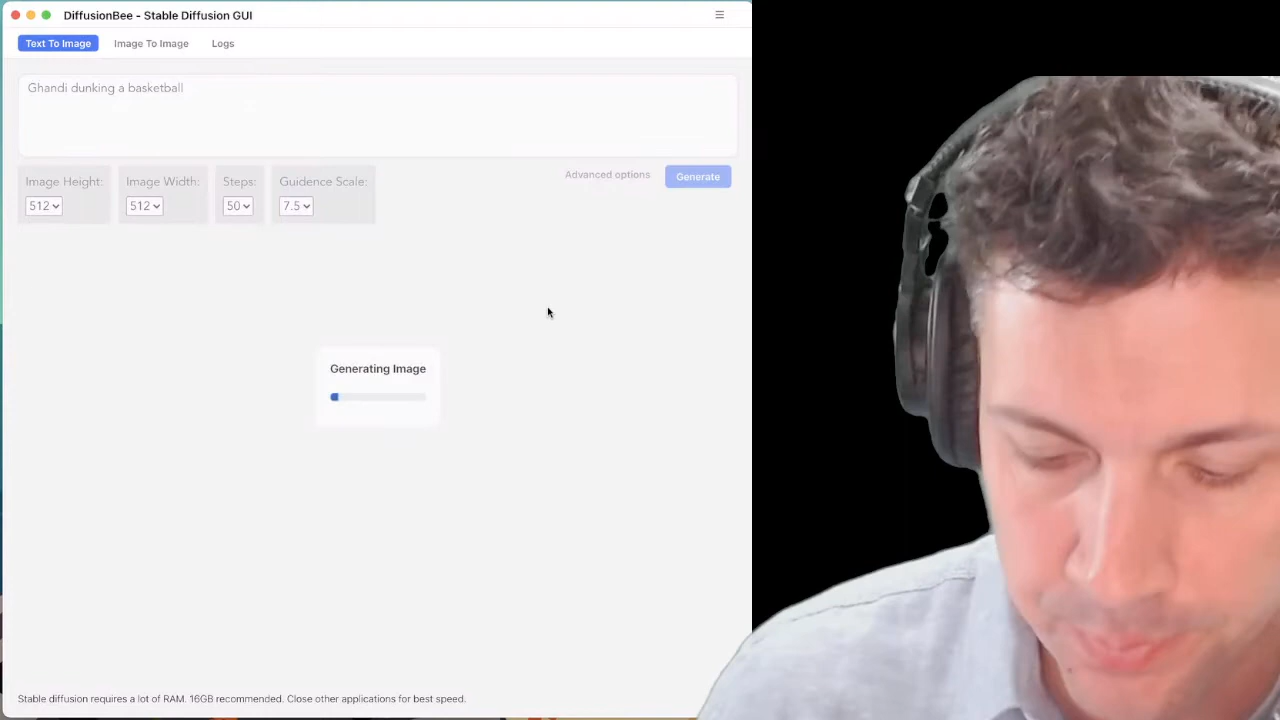 DiffusionBee - Stable Diffusion GUI
Text To Image
Image To Image
Logs
Ghandi dunking a basketball
Image Height:
Image Width:
Steps:
Guidence Scale:
Advanced options
Generate
512
512
50
7.5
Generating Image
Stable diffusion requires a lot of RAM. 16GB recommended. Close other applications for best speed.